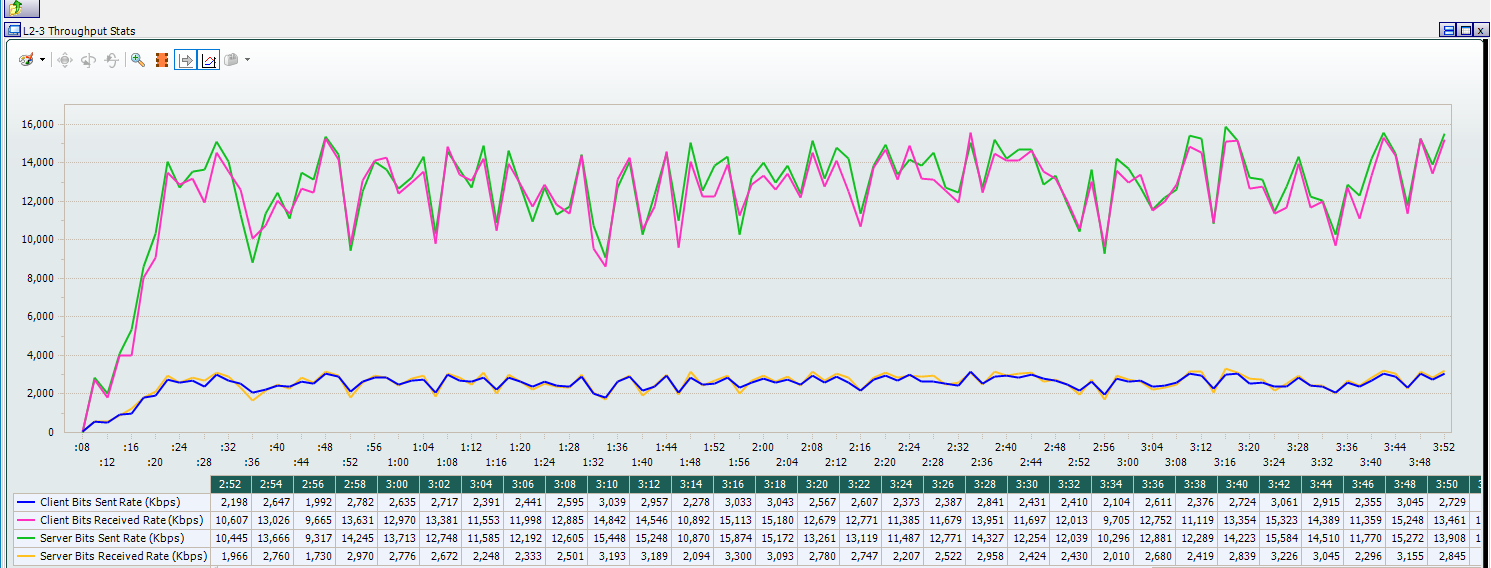 L2-3 Throughput Stats
16,000
14,000
12,000
10,000
8,000
6,000
4,000
2,000
0
:08 :16 :24 :32 :40 :48 :56 1:04 1:12 1:20 1:28 1:36 1:44 1:52 2:00 2:08 2:16 2:24 2:32 2:40 2:48 2:56 3:04 3:12 3:20 3:28 3:36 3:44 3:52
:12 :20 :28 :36 :44 :52 1:00 1:08 1:16 1:24 1:32 1:40 1:48 1:56 2:04 2:12 2:20 2:28 2:36 2:44 2:52 3:00 3:08 3:16 3:24 3:32 3:40 3:48
2:52 2:54 2:56 2:58 3:00 3:02 3:04 3:06 3:08 3:10 3:12 3:14 3:16 3:18 3:20 3:22 3:24 3:26 3:28 3:30 3:32 3:34 3:36 3:38 3:40 3:42 3:44 3:46 3:48 3:50
Client Bits Sent Rate (Kbps) 2,198 2,647 1,992 2,782 2,635 2,717 2,391 2,441 2,595 3,039 2,957 2,278 3,033 3,043 2,567 2,607 2,373 2,387 2,841 2,431 2,410 2,104 2,611 2,376 2,724 3,061 2,915 2,355 3,045 2,729
Client Bits Received Rate (Kbps) 10,607 13,026 9,665 13,631 12,970 13,381 11,553 11,998 12,885 14,842 14,546 10,892 15,113 15,180 12,679 12,771 11,385 11,679 13,951 11,697 12,013 9,705 12,752 11,119 13,354 15,323 14,389 11,359 15,248 13,461
Server Bits Sent Rate (Kbps) 10,445 13,666 9,317 14,245 13,713 12,748 11,585 12,192 12,605 15,448 15,248 10,870 15,874 15,172 13,261 13,119 11,487 12,771 14,327 12,254 12,039 10,296 12,881 12,289 14,223 15,584 14,510 11,770 15,272 13,908
Server Bits Received Rate (Kbps) 1,966 2,760 1,730 2,970 2,776 2,672 2,248 2,333 2,501 3,193 3,189 2,094 3,300 3,093 2,780 2,747 2,207 2,522 2,958 2,424 2,430 2,010 2,680 2,419 2,839 3,226 3,045 2,296 3,155 2,845